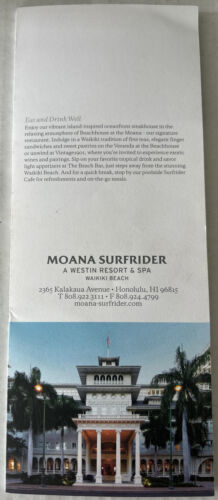 Eat and Drink Well
Enjoy our vibrant island-inspired oceanfront steakhouse in the
relaxing atmosphere of Beachhouse at the Moana - our signature
restaurant. Indulge in a Waikiki tradition of fine teas, elegant finger
sandwiches and sweet pastries on the Veranda at the Beachhouse
or unwind at Vintage1901, where you're invited to experience exotic
wines and pairings. Sip on your favorite tropical drink and savor
light appetizers at The Beach Bar, just steps away from the stunning
Waikiki Beach. And for a quick break, stop by our poolside Surfrider
Cafe for refreshments and on-the-go meals.
MOANA SURFRIDER
A WESTIN RESORT & SPA
WAIKIKI BEACH
2365 Kalakaua Avenue • Honolulu, HI 96815
T 808.922.3111 • F 808.924.4799
moana-surfrider.com